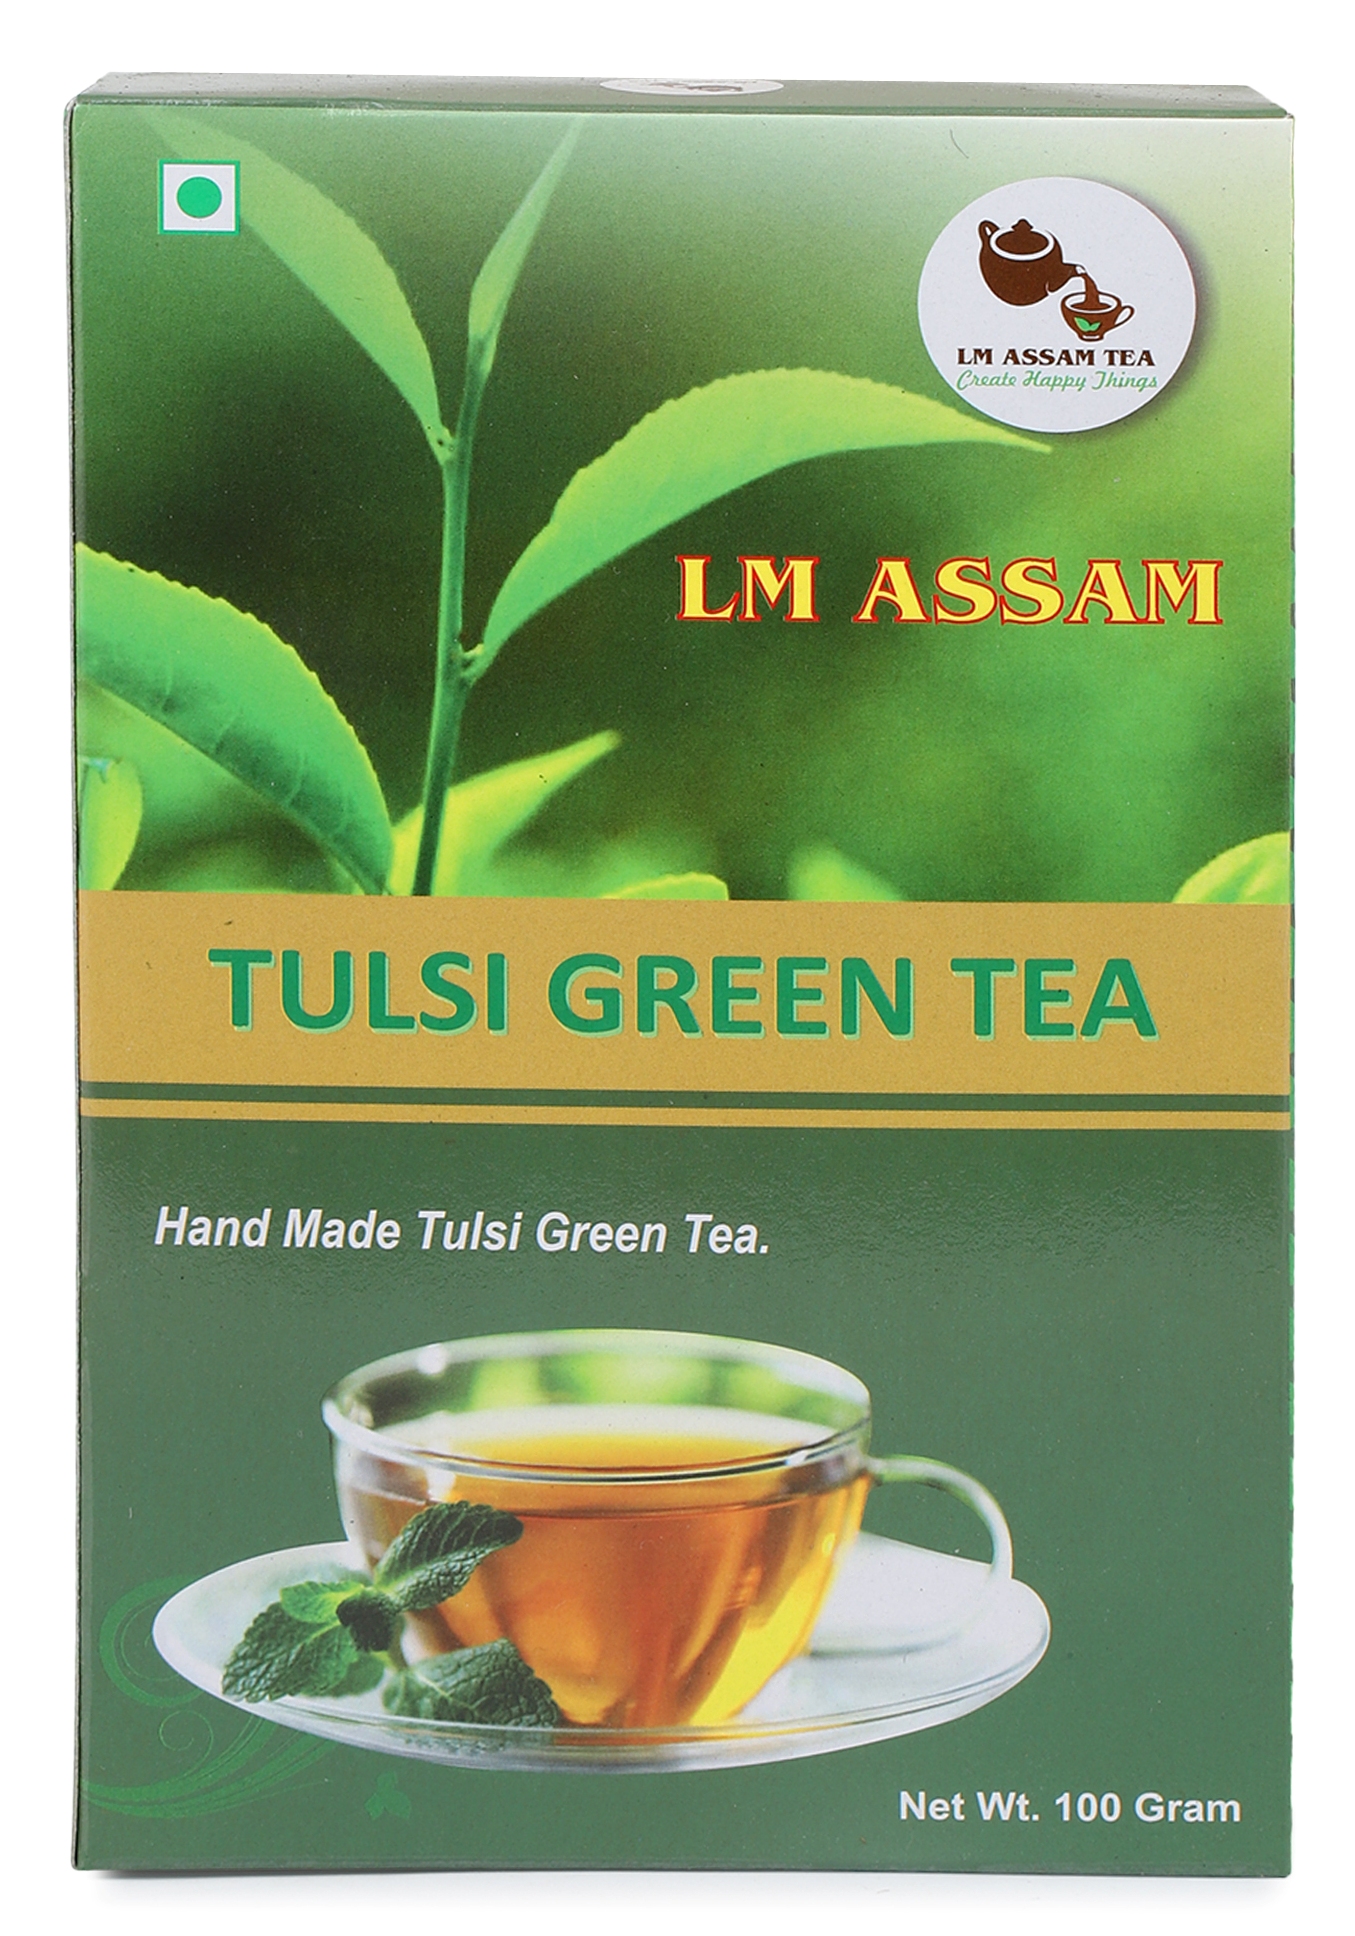 LM ASSAM TEA
Create Happy Things
LM ASSAM
TULSI GREEN TEA
Hand Made Tulsi Green Tea.
Net Wt. 100 Gram